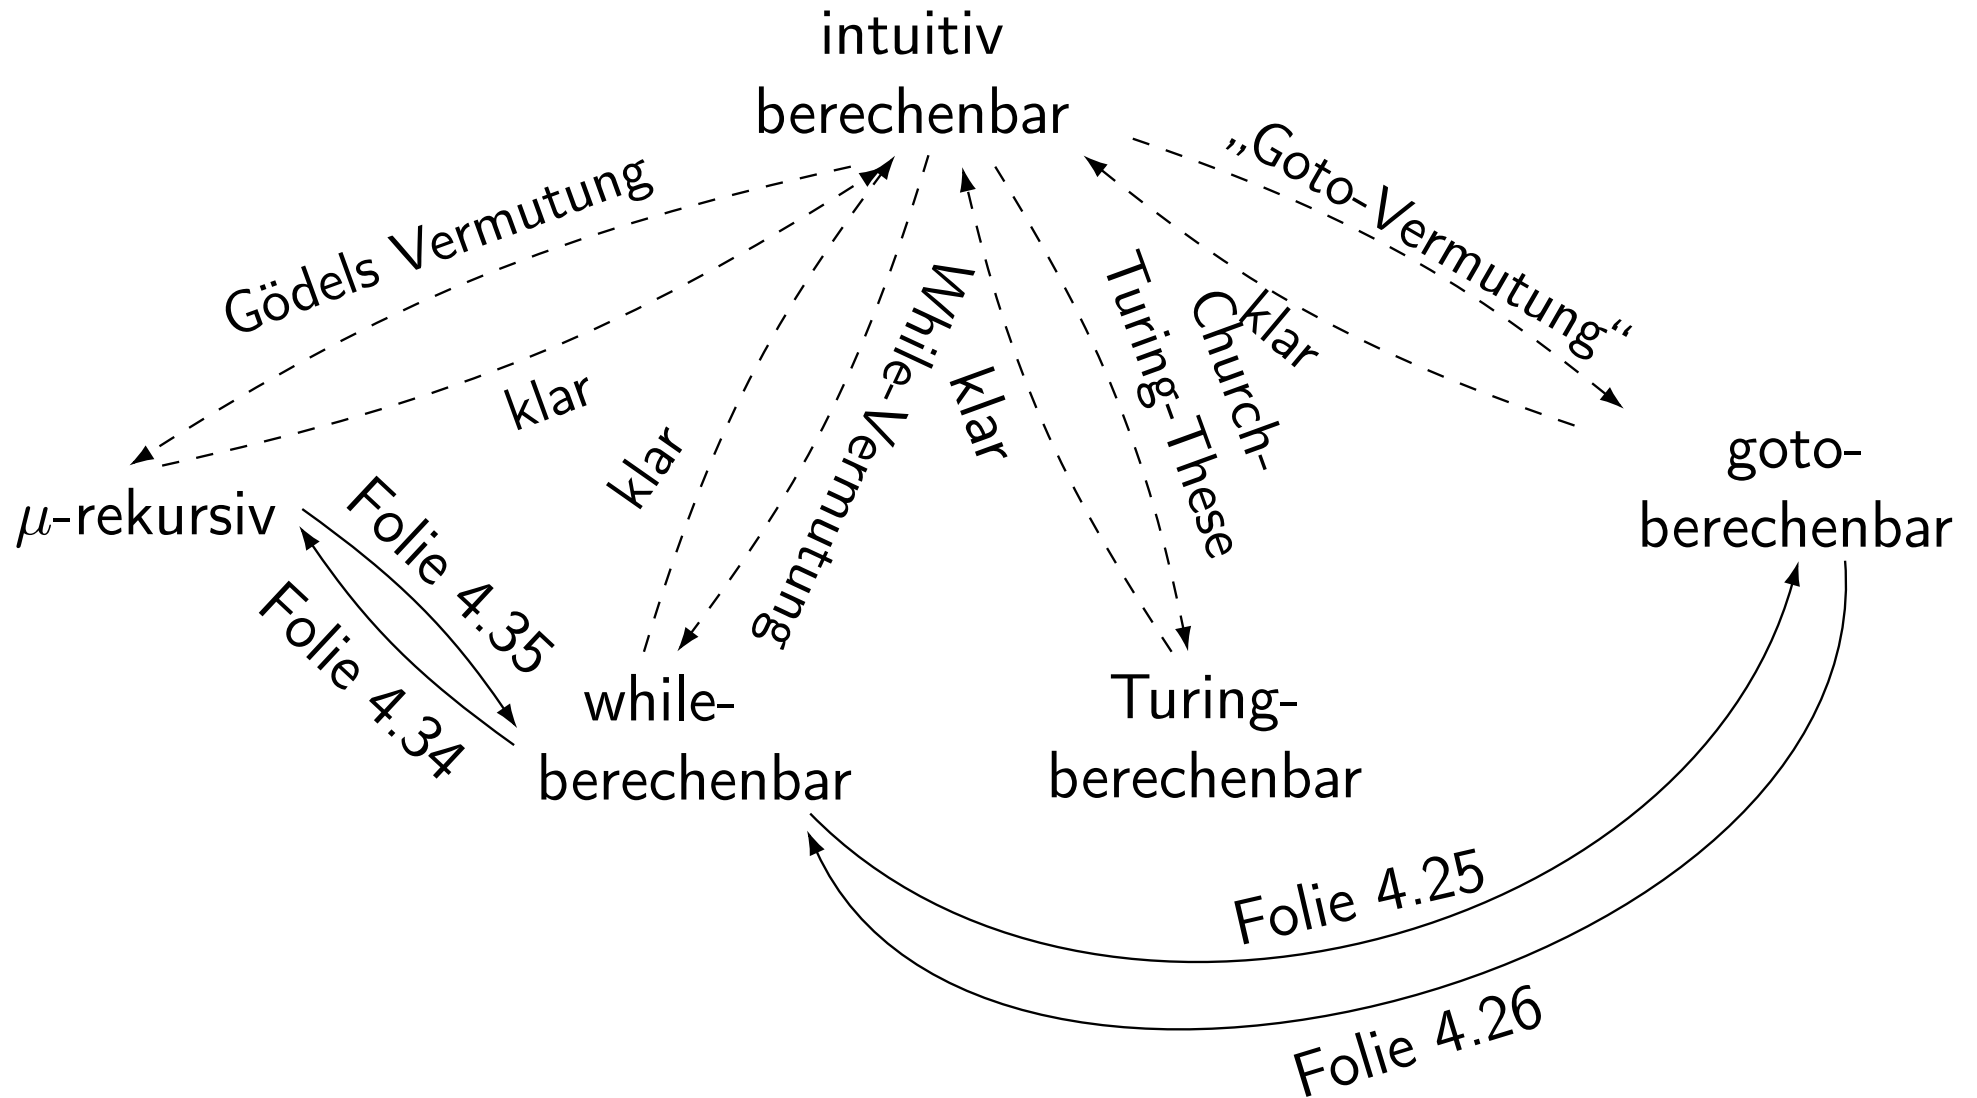 intuitiv
berechenbar
Gödels Vermutung
klar
klar
While-Vermutung
klar
Church-
Turing-These
klar
„Goto-Vermutung“
μ-rekursiv
goto-
berechenbar
Folie 4.35
Folie 4.34
while-
berechenbar
Turing-
berechenbar
Folie 4.25
Folie 4.26